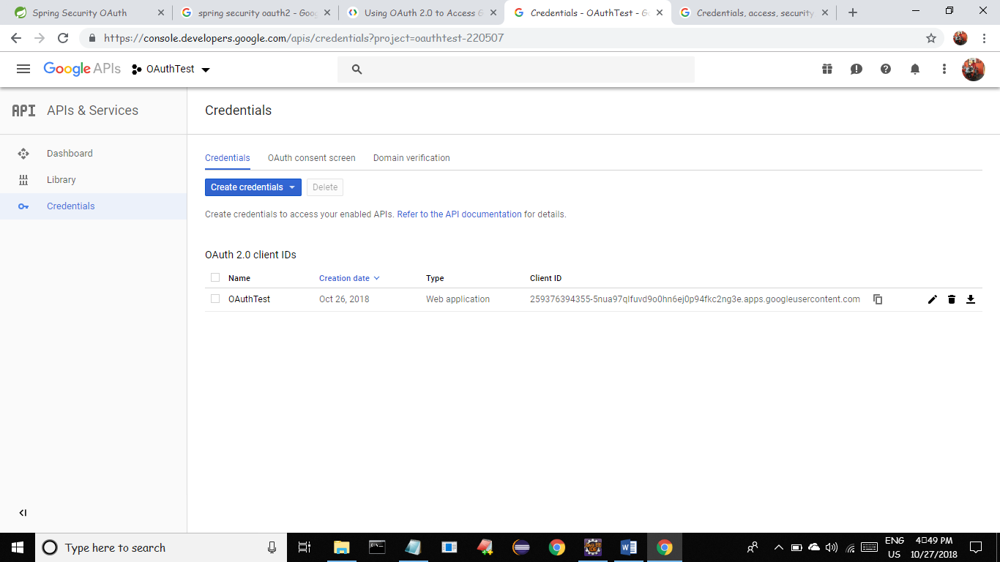 Spring Security OAuth
spring security oauth2 - Goo
Using OAuth 2.0 to Access G
Credentials - OAuthTest - Go
Credentials, access, security
https://console.developers.google.com/apis/credentials?project=oauthtest-220507
Google APIs
OAuthTest
API APIs & Services
Credentials
Dashboard
Library
Credentials
Credentials OAuth consent screen Domain verification
Create credentials Delete
Create credentials to access your enabled APIs. Refer to the API documentation for details.
OAuth 2.0 client IDs
Name Creation date Type Client ID
OAuthTest Oct 26, 2018 Web application 259376394355-5nua97qlfuvd9o0hn6ej0p94fkc2ng3e.apps.googleusercontent.com
Type here to search
ENG
US
4:49 PM
10/27/2018